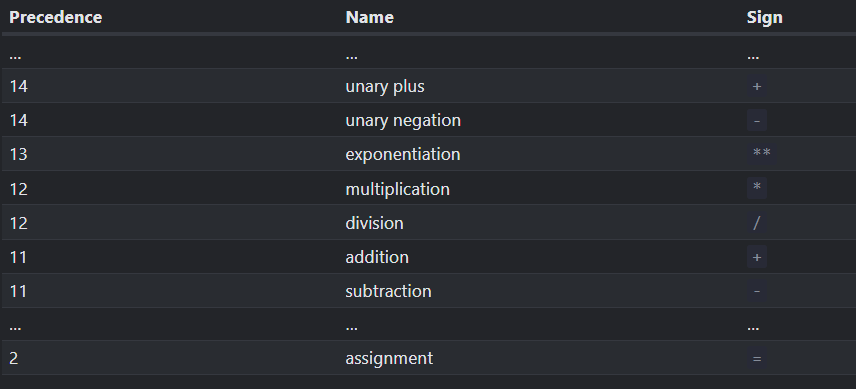 Precedence Name Sign
... ... ...
14 unary plus +
14 unary negation -
13 exponentiation **
12 multiplication *
12 division /
11 addition +
11 subtraction -
... ... ...
2 assignment =